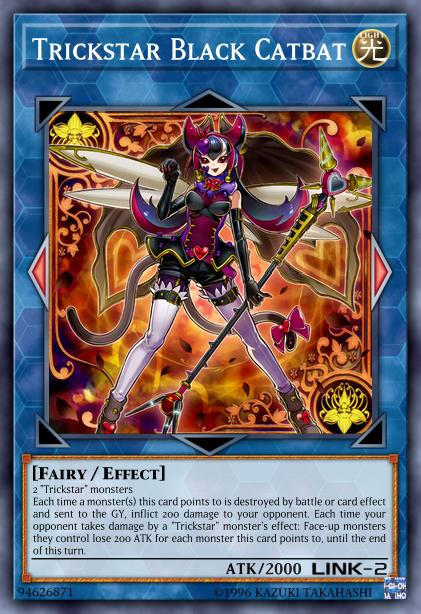 TRICKSTAR BLACK CATBAT
LIGHT
光
[FAIRY / EFFECT]
2 "Trickstar" monsters
Each time a monster(s) this card points to is destroyed by battle or card effect
and sent to the GY, inflict 200 damage to your opponent. Each time your
opponent takes damage by a "Trickstar" monster's effect: Face-up monsters
they control lose 200 ATK for each monster this card points to, until the end
of this turn.
ATK/2000 LINK-2
94626871
©1996 KAZUKI TAKAHASHI